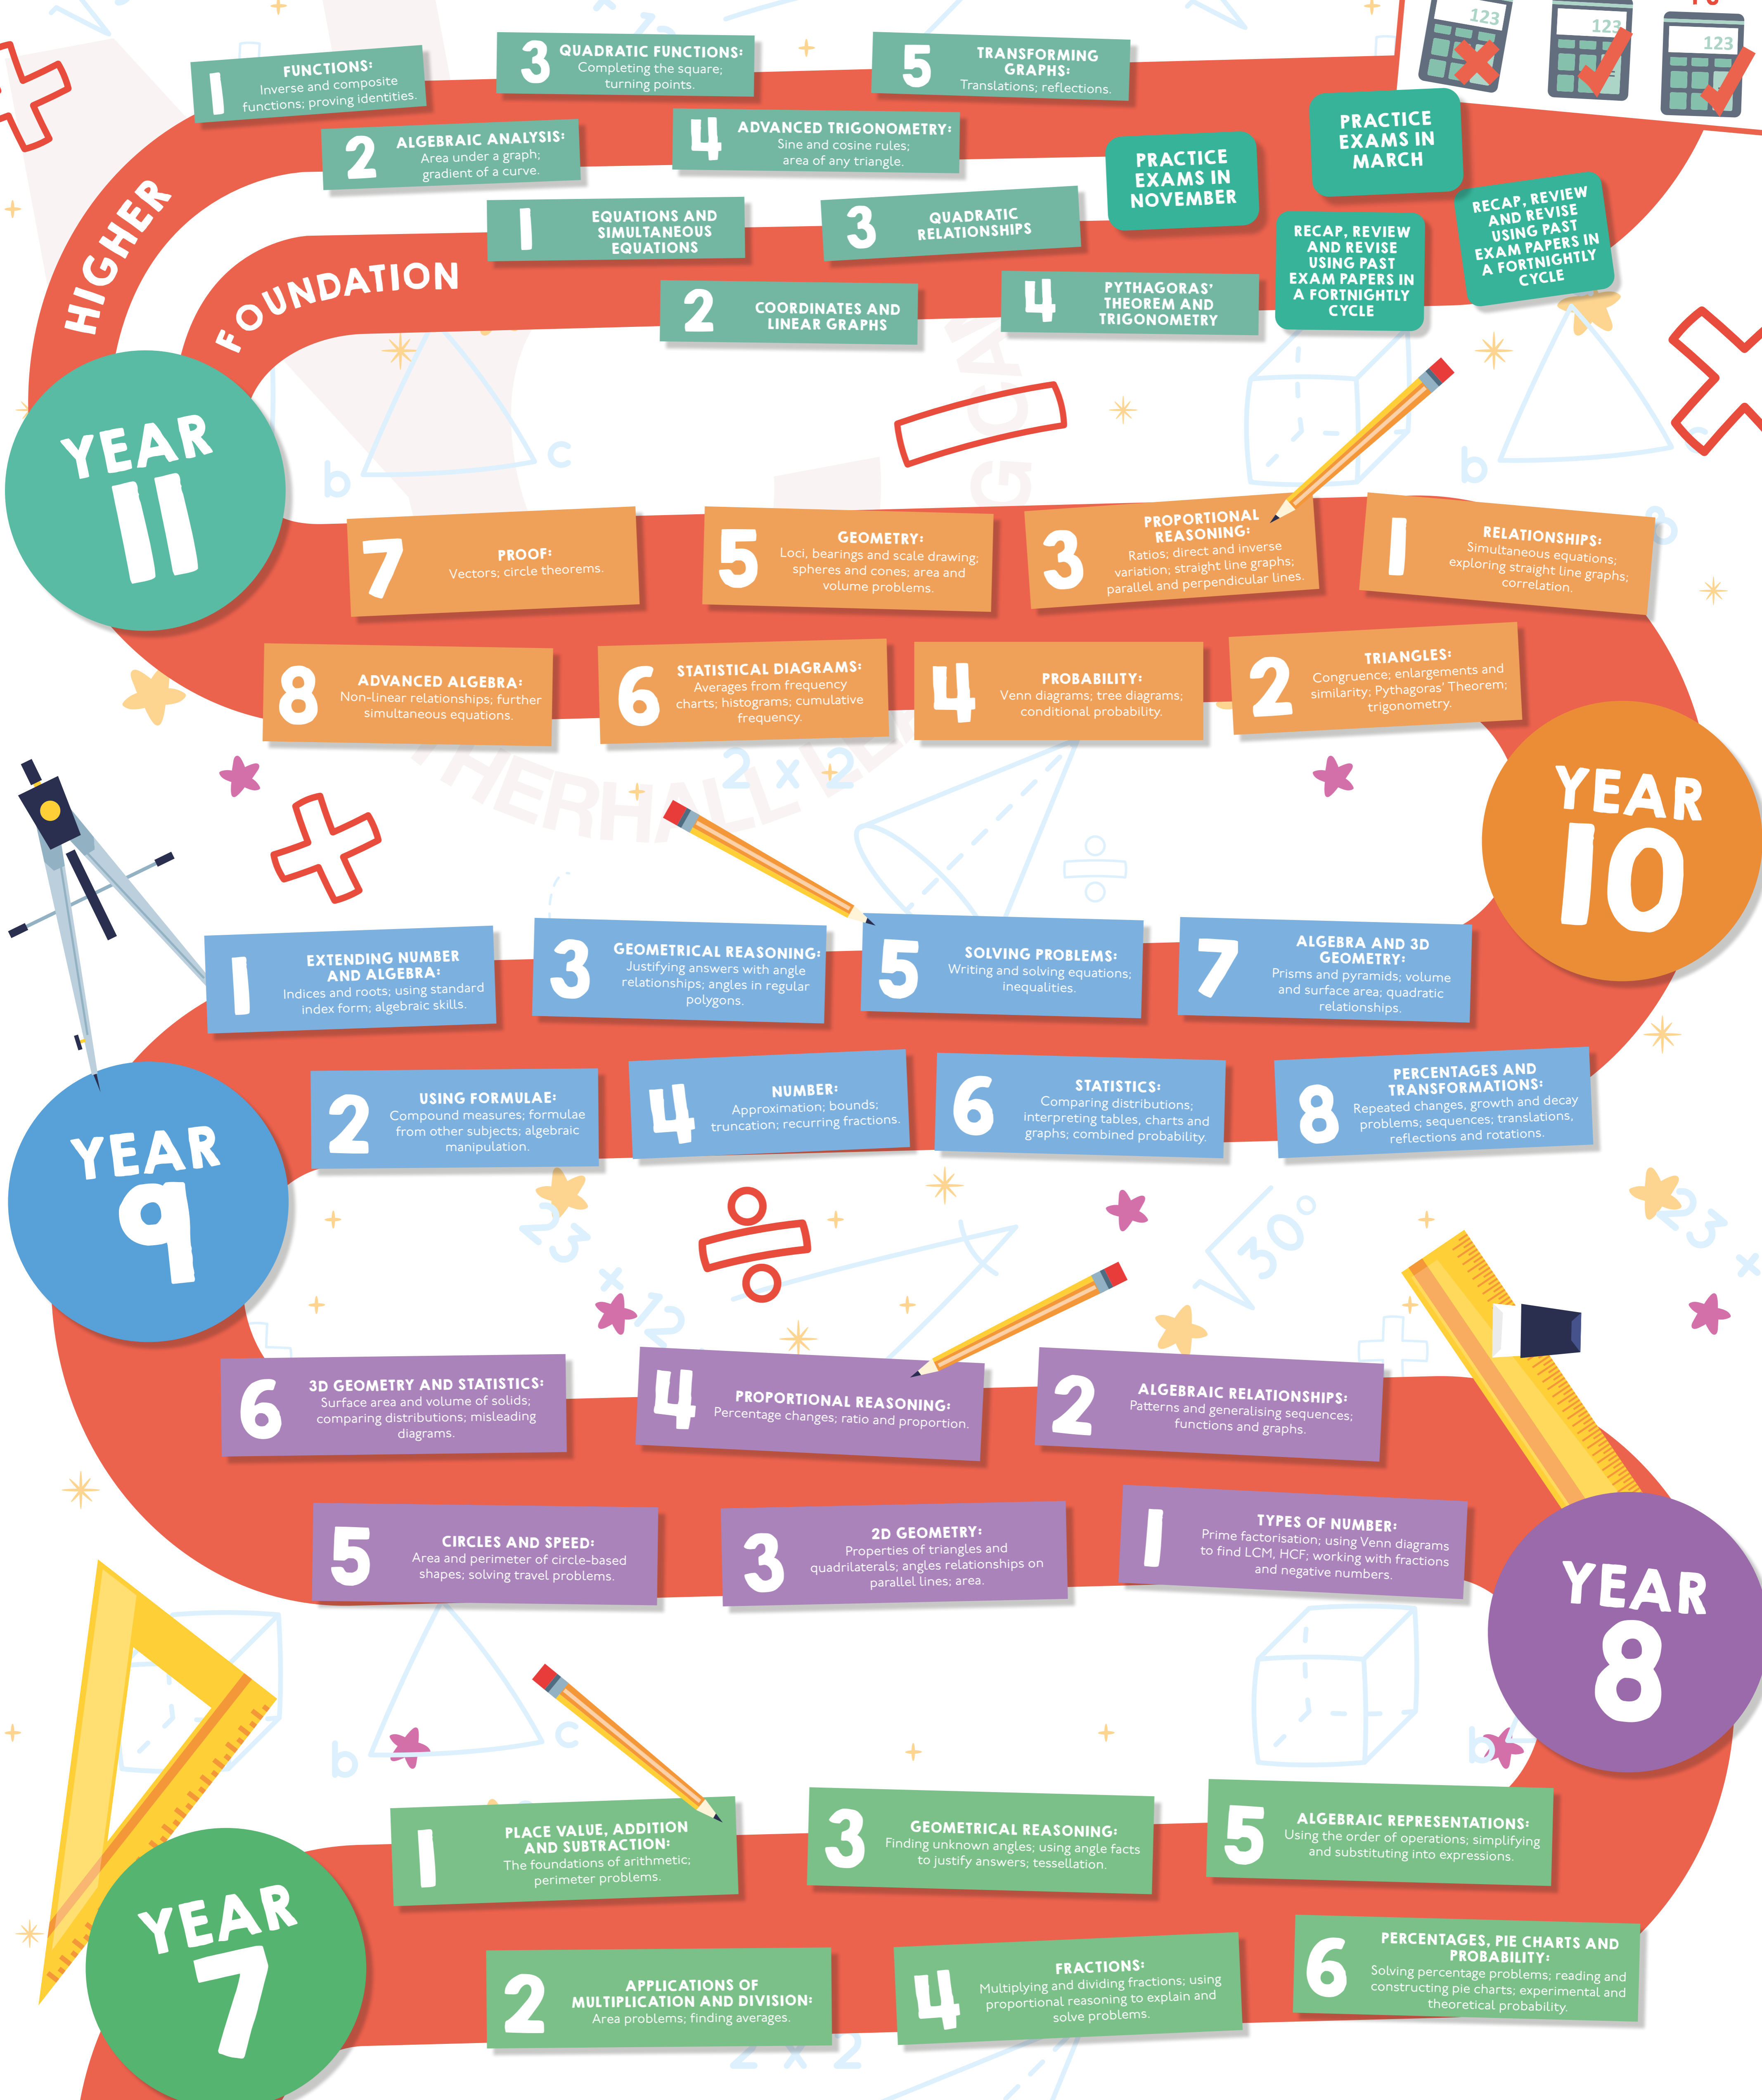 123
123
123
1
FUNCTIONS:
Inverse and composite
functions; proving identities.
3
QUADRATIC FUNCTIONS:
Completing the square;
turning points.
5
TRANSFORMING
GRAPHS:
Translations; reflections.
2
ALGEBRAIC ANALYSIS:
Area under a graph;
gradient of a curve.
4
ADVANCED TRIGONOMETRY:
Sine and cosine rules;
area of any triangle.
PRACTICE
EXAMS IN
NOVEMBER
PRACTICE
EXAMS IN
MARCH
HIGHER
1
EQUATIONS AND
SIMULTANEOUS
EQUATIONS
3
QUADRATIC
RELATIONSHIPS
RECAP, REVIEW
AND REVISE
USING PAST
EXAM PAPERS IN
A FORTNIGHTLY
CYCLE
RECAP, REVIEW
AND REVISE
USING PAST
EXAM PAPERS IN
A FORTNIGHTLY
CYCLE
FOUNDATION
2
COORDINATES AND
LINEAR GRAPHS
4
PYTHAGORAS'
THEOREM AND
TRIGONOMETRY
YEAR
11
b
c
b
7
PROOF:
Vectors; circle theorems.
5
GEOMETRY:
Loci, bearings and scale drawing;
spheres and cones; area and
volume problems.
3
PROPORTIONAL
REASONING:
Ratios; direct and inverse
variation; straight line graphs;
parallel and perpendicular lines.
1
RELATIONSHIPS:
Simultaneous equations;
exploring straight line graphs;
correlation.
8
ADVANCED ALGEBRA:
Non-linear relationships; further
simultaneous equations.
6
STATISTICAL DIAGRAMS:
Averages from frequency
charts; histograms; cumulative
frequency.
4
PROBABILITY:
Venn diagrams; tree diagrams;
conditional probability.
2
TRIANGLES:
Congruence; enlargements and
similarity; Pythagoras' Theorem;
trigonometry.
YEAR
10
2 x 2
1
EXTENDING NUMBER
AND ALGEBRA:
Indices and roots; using standard
index form; algebraic skills.
3
GEOMETRICAL REASONING:
Justifying answers with angle
relationships; angles in regular
polygons.
5
SOLVING PROBLEMS:
Writing and solving equations;
inequalities.
7
ALGEBRA AND 3D
GEOMETRY:
Prisms and pyramids; volume
and surface area; quadratic
relationships.
2
USING FORMULAE:
Compound measures; formulae
from other subjects; algebraic
manipulation.
4
NUMBER:
Approximation; bounds;
truncation; recurring fractions.
6
STATISTICS:
Comparing distributions;
interpreting tables, charts and
graphs; combined probability.
8
PERCENTAGES AND
TRANSFORMATIONS:
Repeated changes, growth and decay
problems; sequences; translations,
reflections and rotations.
YEAR
9
23 x 12
√30°
23 x
6
3D GEOMETRY AND STATISTICS:
Surface area and volume of solids;
comparing distributions; misleading
diagrams.
4
PROPORTIONAL REASONING:
Percentage changes; ratio and proportion.
2
ALGEBRAIC RELATIONSHIPS:
Patterns and generalising sequences;
functions and graphs.
5
CIRCLES AND SPEED:
Area and perimeter of circle-based
shapes; solving travel problems.
3
2D GEOMETRY:
Properties of triangles and
quadrilaterals; angles relationships on
parallel lines; area.
1
TYPES OF NUMBER:
Prime factorisation; using Venn diagrams
to find LCM, HCF; working with fractions
and negative numbers.
YEAR
8
b
c
b
1
PLACE VALUE, ADDITION
AND SUBTRACTION:
The foundations of arithmetic;
perimeter problems.
3
GEOMETRICAL REASONING:
Finding unknown angles; using angle facts
to justify answers; tessellation.
5
ALGEBRAIC REPRESENTATIONS:
Using the order of operations; simplifying
and substituting into expressions.
YEAR
7
2
APPLICATIONS OF
MULTIPLICATION AND DIVISION:
Area problems; finding averages.
4
FRACTIONS:
Multiplying and dividing fractions; using
proportional reasoning to explain and
solve problems.
6
PERCENTAGES, PIE CHARTS AND
PROBABILITY:
Solving percentage problems; reading and
constructing pie charts; experimental and
theoretical probability.
2 x 2